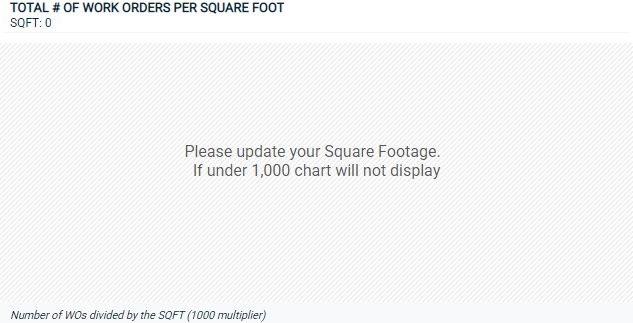 TOTAL # OF WORK ORDERS PER SQUARE FOOT
SQFT: 0
Please update your Square Footage.
If under 1,000 chart will not display
Number of WOs divided by the SQFT (1000 multiplier)